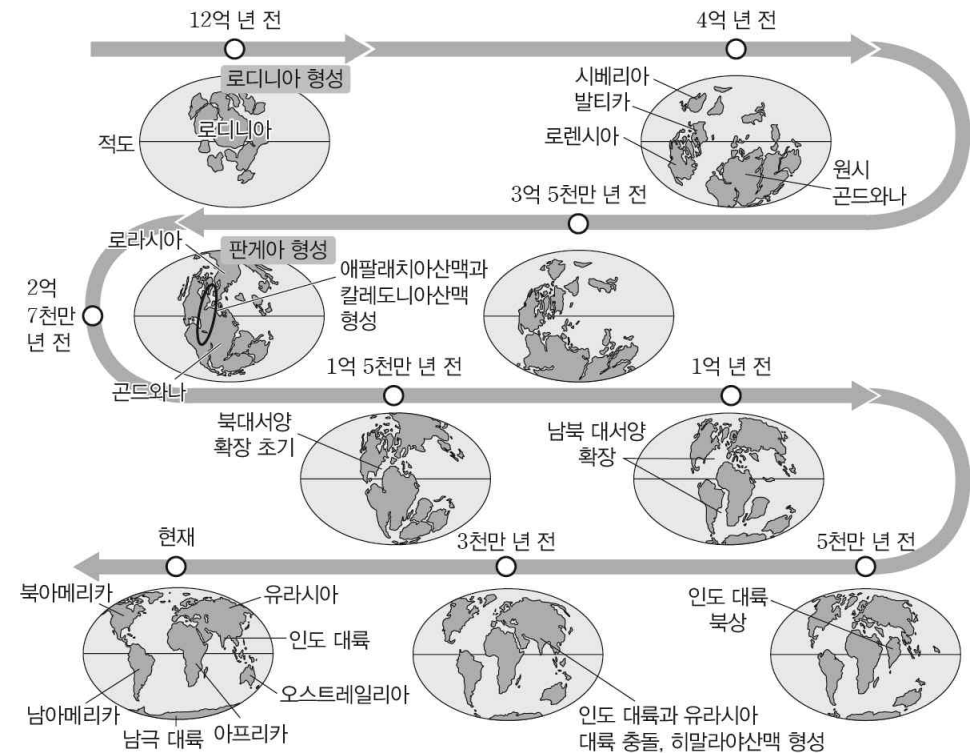 12억 년 전
4억 년 전
로디니아 형성
로디니아
적도
시베리아
발티카
로렌시아
원시
곤드와나
3억 5천만 년 전
로라시아
판게아 형성
애팔래치아산맥과
칼레도니아산맥
형성
2억
7천만
년 전
곤드와나
1억 5천만 년 전
1억 년 전
북대서양
확장 초기
남북 대서양
확장
현재
3천만 년 전
5천만 년 전
북아메리카
유라시아
인도 대륙
오스트레일리아
남아메리카
남극 대륙
아프리카
인도 대륙
북상
인도 대륙과 유라시아
대륙 충돌, 히말라야산맥 형성